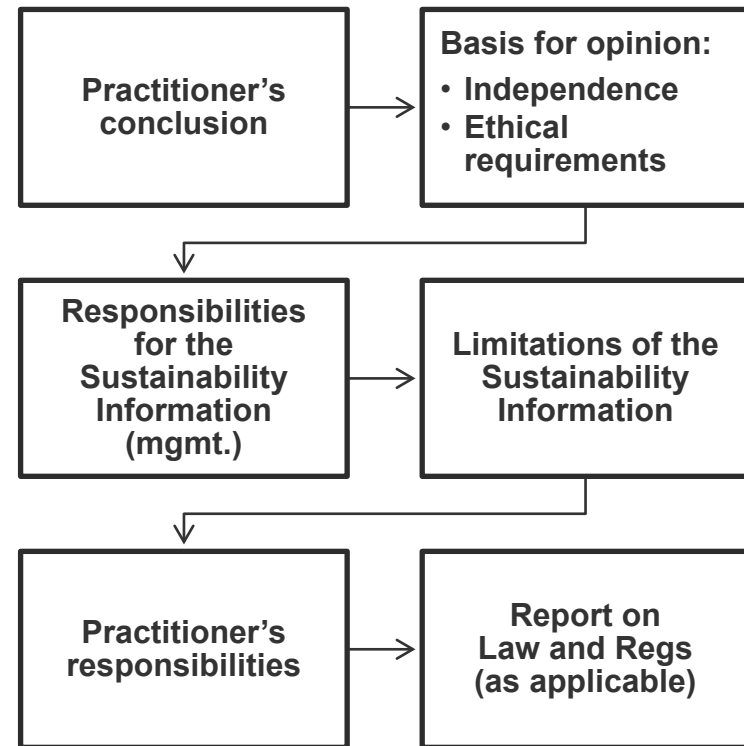 Practitioner’s
conclusion
Basis for opinion:
• Independence
• Ethical
requirements
Responsibilities
for the
Sustainability
Information
(mgmt.)
Limitations of the
Sustainability
Information
Practitioner’s
responsibilities
Report on
Law and Regs
(as applicable)